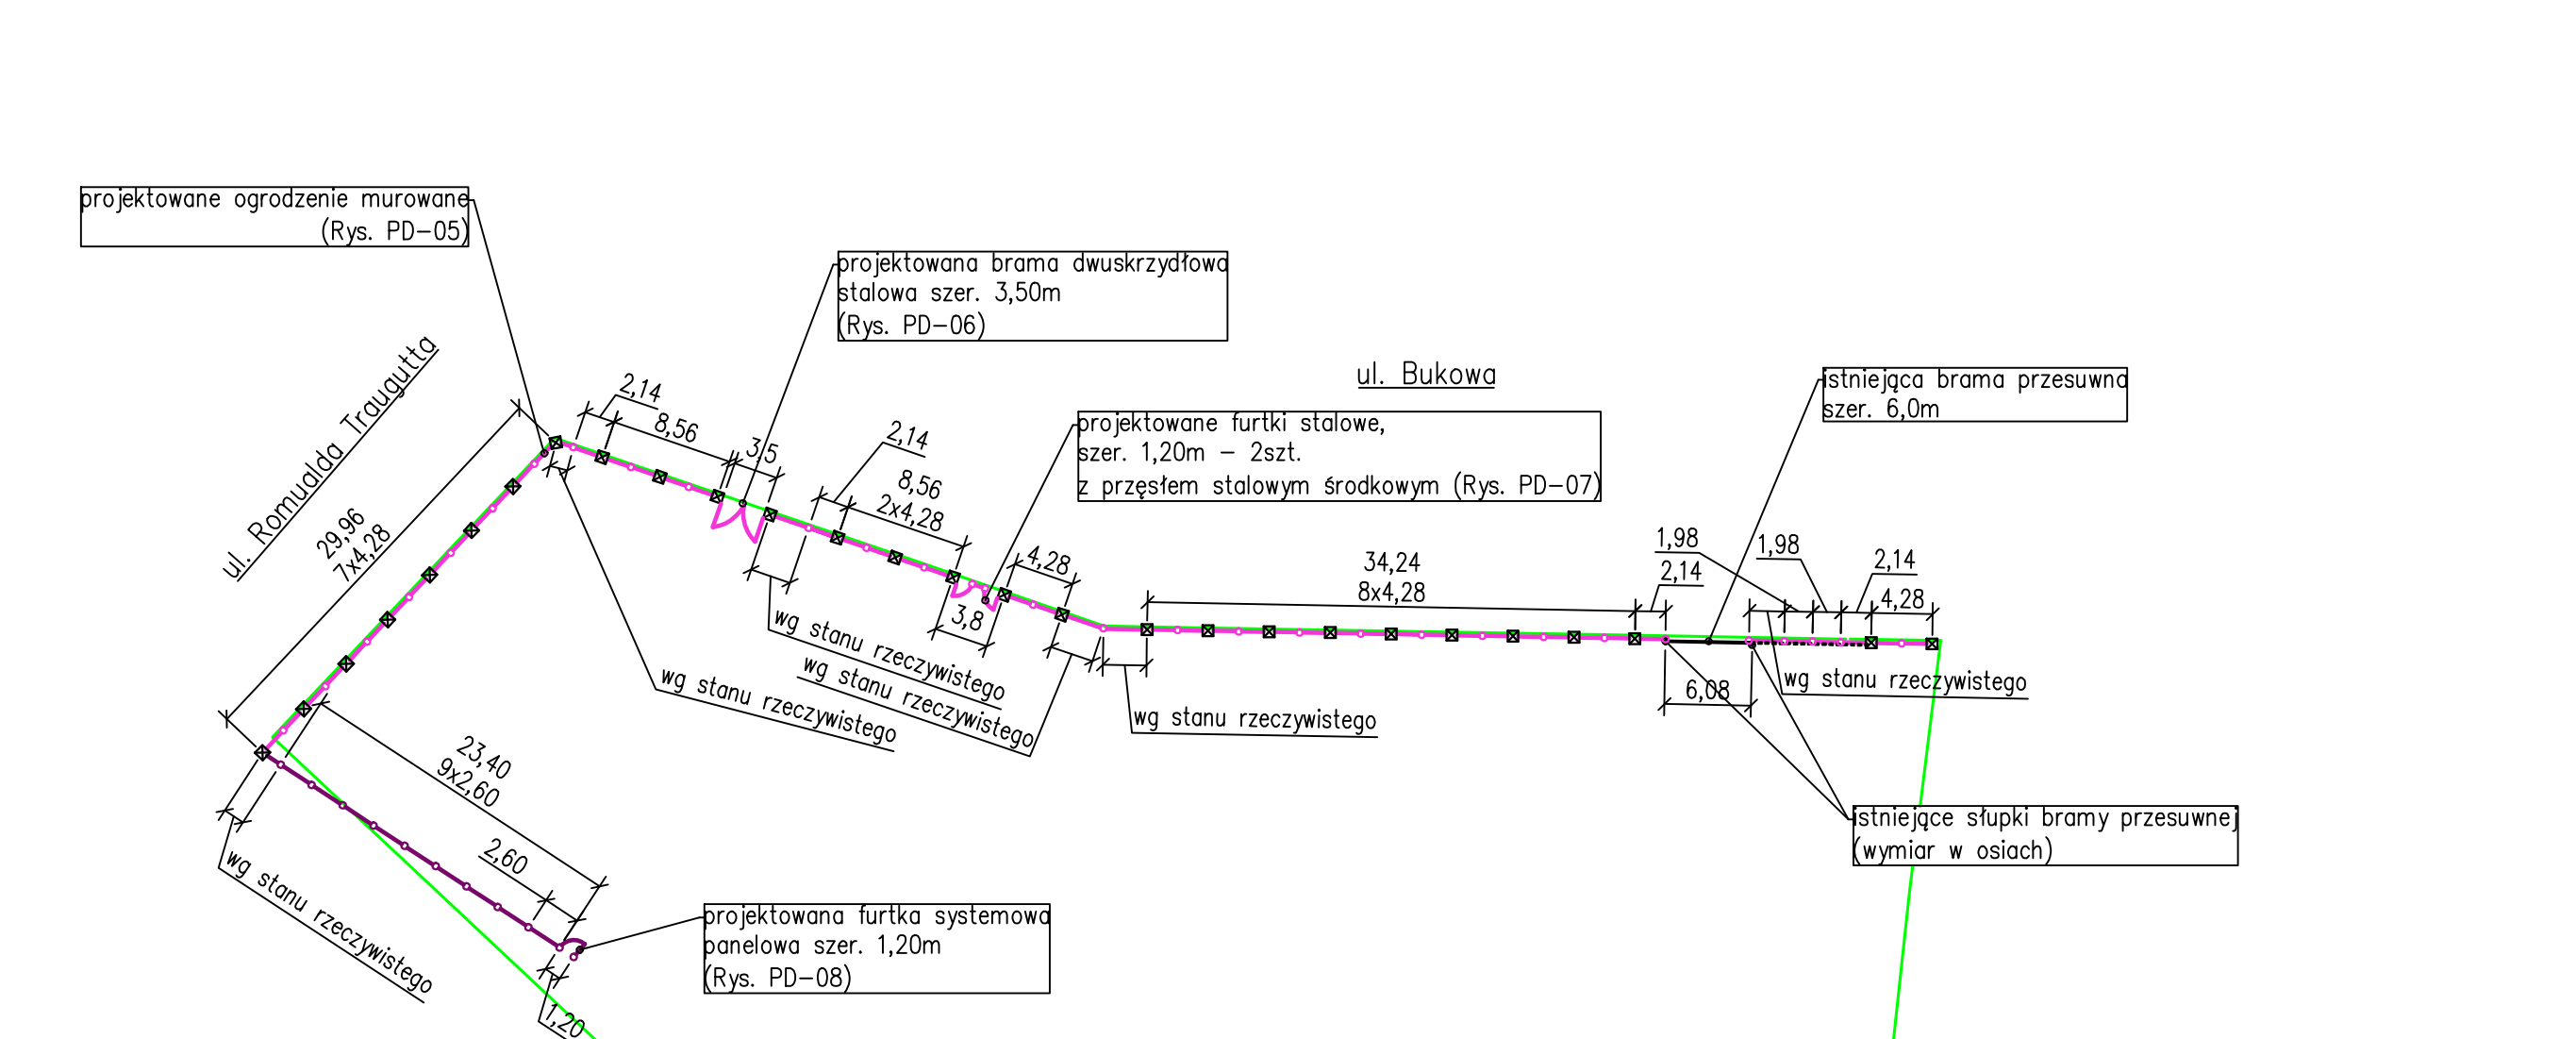 projektowane ogrodzenie murowane
(Rys. PD-05)
projektowana brama dwuskrzydłowa
stalowa szer. 3,50m
(Rys. PD-06)
ul. Romualda Traugutta
ul. Bukowa
istniejąca brama przesuwna
szer. 6,0m
projektowane furtki stalowe,
szer. 1,20m - 2szt.
z przęsłem stalowym środkowym (Rys. PD-07)
2,14
8,56
3,5
2,14
8,56
2x4,28
29,96
7x4,28
4,28
3,8
34,24
8x4,28
1,98
2,14
1,98
2,14
4,28
6,08
wg stanu rzeczywistego
wg stanu rzeczywistego
wg stanu rzeczywistego
wg stanu rzeczywistego
wg stanu rzeczywistego
23,40
9x2,60
2,60
wg stanu rzeczywistego
istniejące słupki bramy przesuwnej
(wymiar w osiach)
projektowana furtka systemowa
panelowa szer. 1,20m
(Rys. PD-08)
1,20